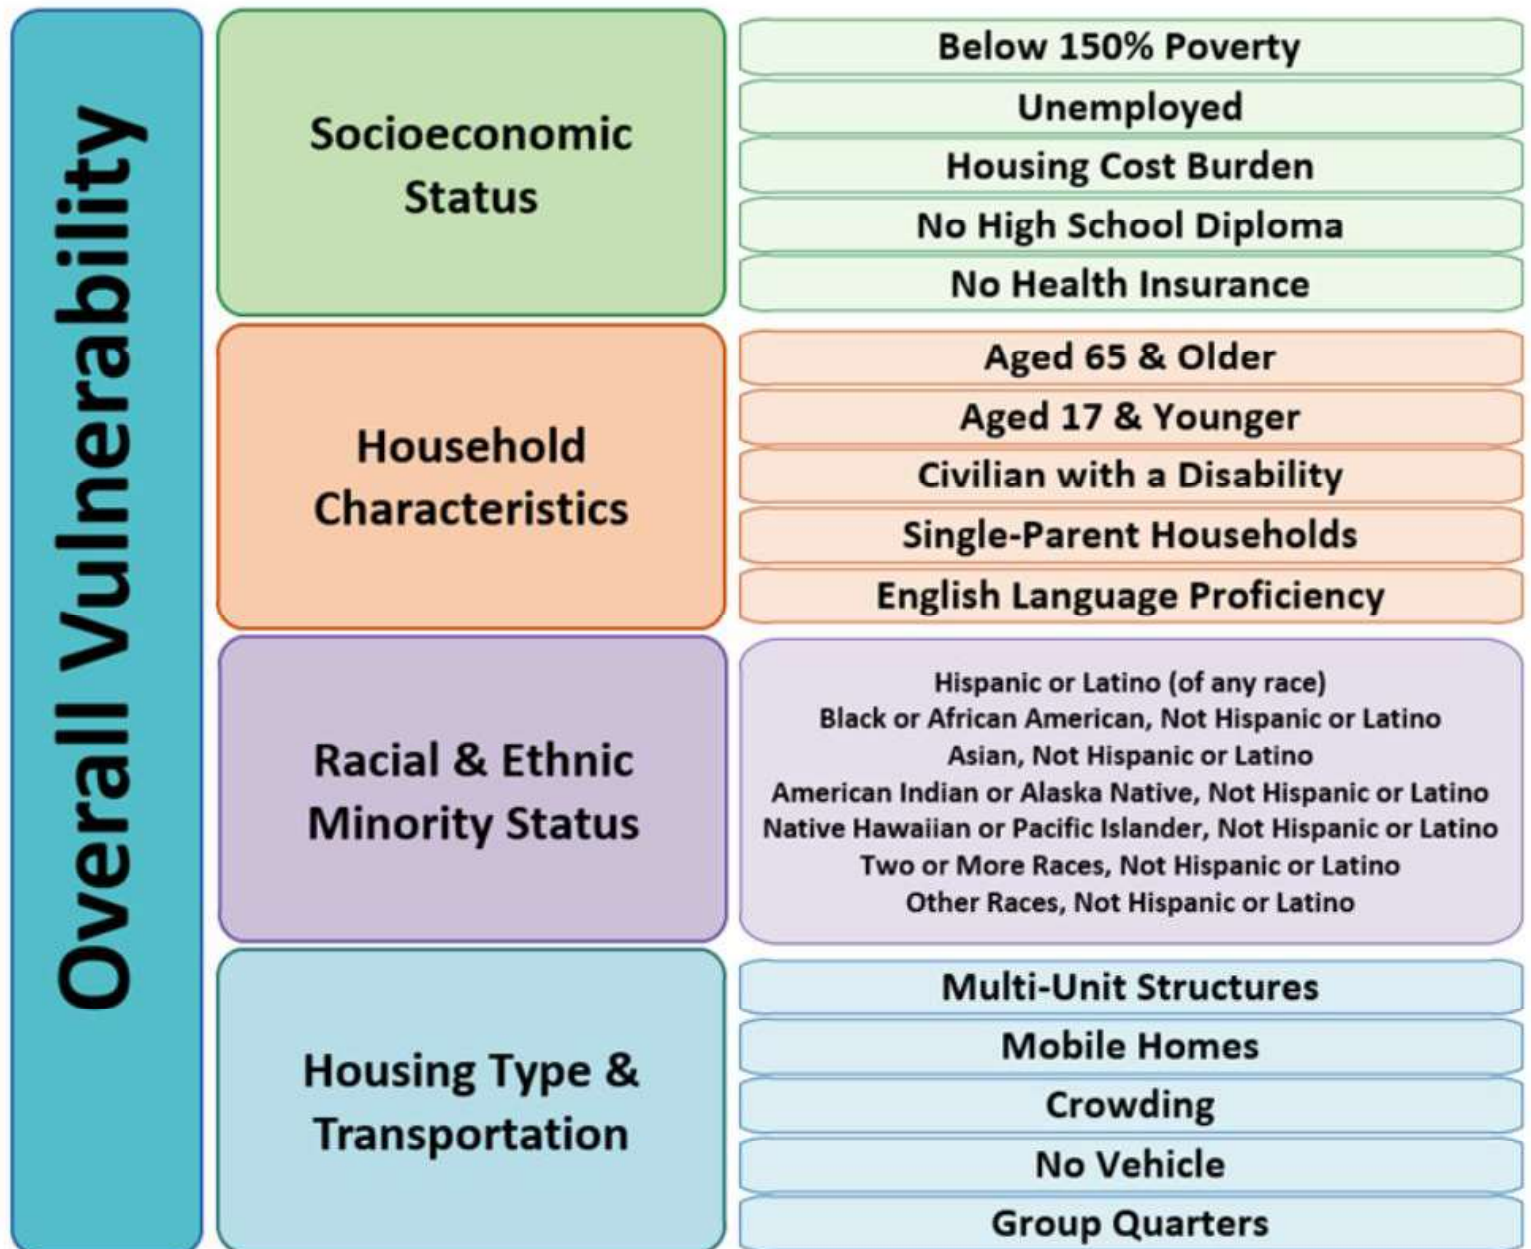 Overall Vulnerability
Socioeconomic
Status
Below 150% Poverty
Unemployed
Housing Cost Burden
No High School Diploma
No Health Insurance
Household
Characteristics
Aged 65 & Older
Aged 17 & Younger
Civilian with a Disability
Single-Parent Households
English Language Proficiency
Racial & Ethnic
Minority Status
Hispanic or Latino (of any race)
Black or African American, Not Hispanic or Latino
Asian, Not Hispanic or Latino
American Indian or Alaska Native, Not Hispanic or Latino
Native Hawaiian or Pacific Islander, Not Hispanic or Latino
Two or More Races, Not Hispanic or Latino
Other Races, Not Hispanic or Latino
Housing Type &
Transportation
Multi-Unit Structures
Mobile Homes
Crowding
No Vehicle
Group Quarters